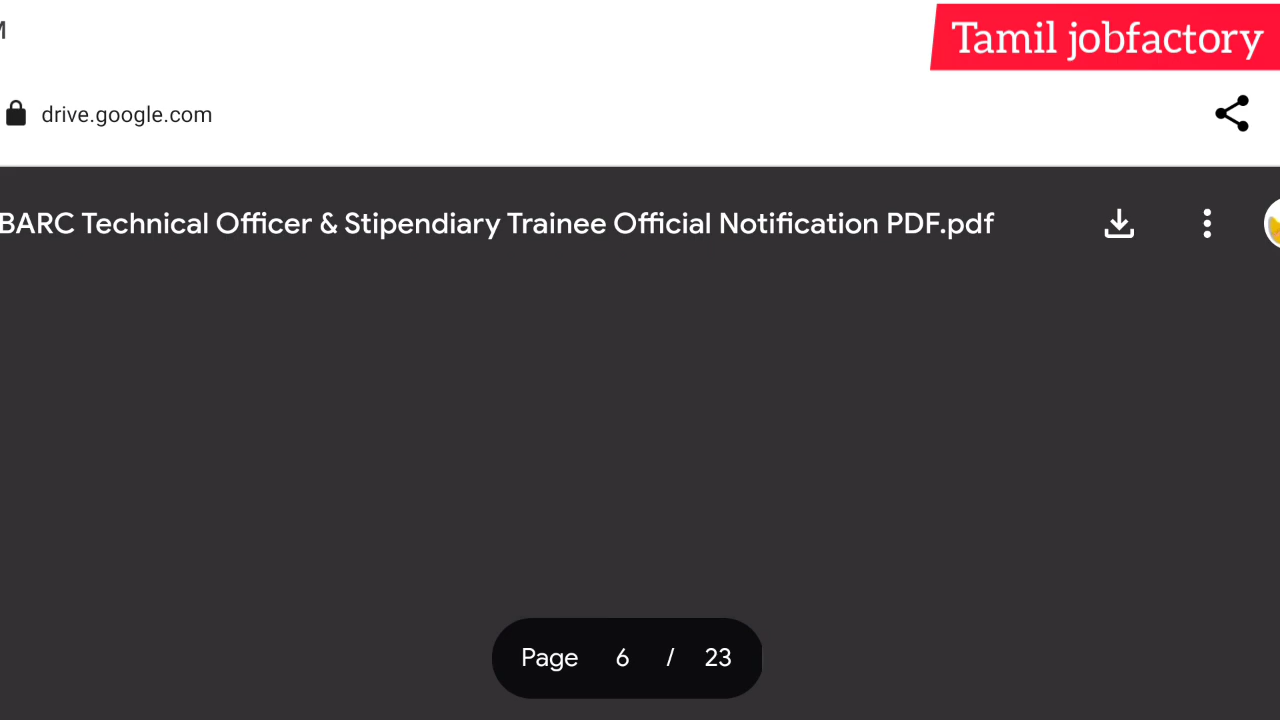 Tamil jobfactory
drive.google.com
BARC Technical Officer & Stipendiary Trainee Official Notification PDF.pdf
Page 6 / 23